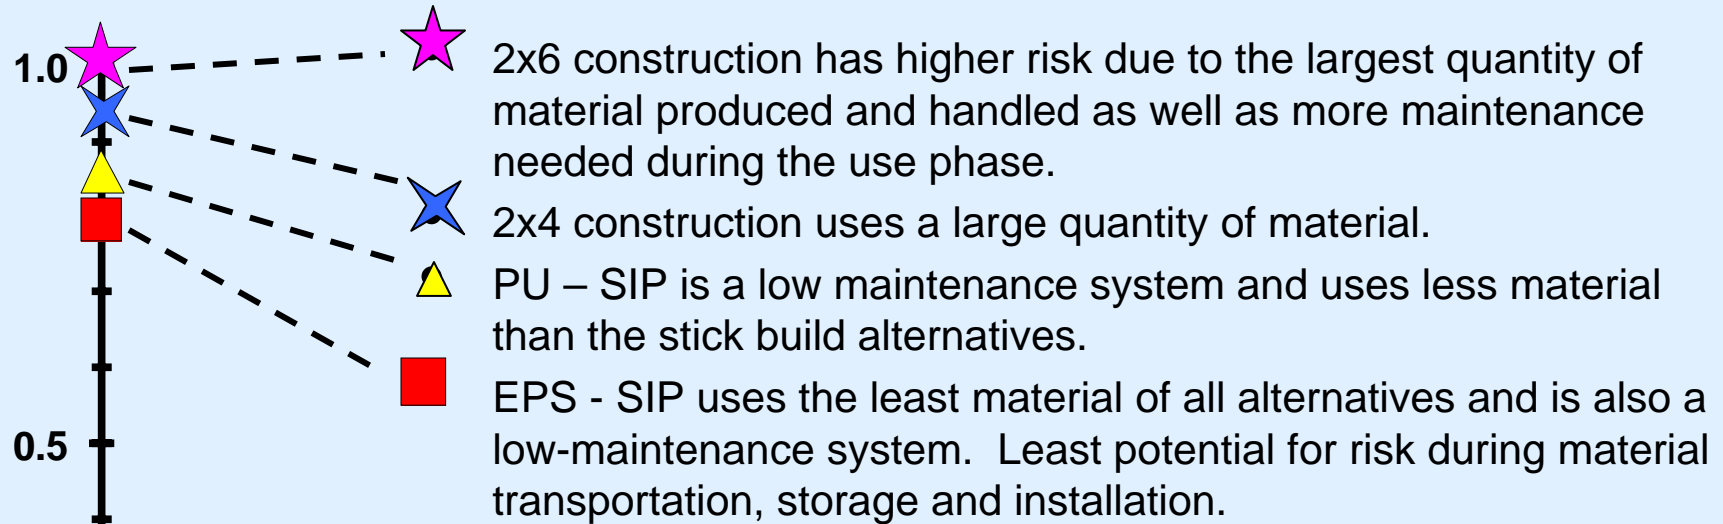 1.0
2x6 construction has higher risk due to the largest quantity of
material produced and handled as well as more maintenance
needed during the use phase.
2x4 construction uses a large quantity of material.
PU – SIP is a low maintenance system and uses less material
than the stick build alternatives.
EPS - SIP uses the least material of all alternatives and is also a
0.5
low-maintenance system.  Least potential for risk during material
transportation, storage and installation.